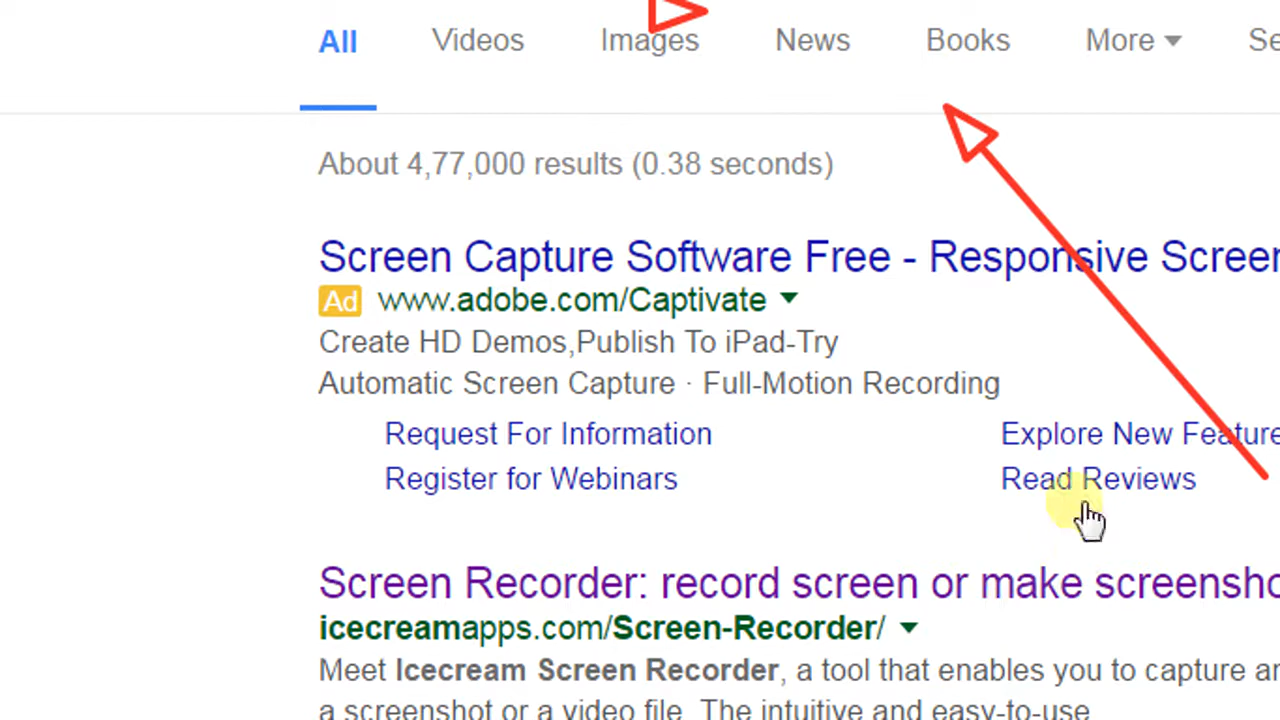 All Videos Images News Books More Se
About 4,77,000 results (0.38 seconds)
Screen Capture Software Free - Responsive Screen
Ad www.adobe.com/Captivate
Create HD Demos,Publish To iPad-Try
Automatic Screen Capture · Full-Motion Recording
Request For Information Explore New Feature
Register for Webinars Read Reviews
Screen Recorder: record screen or make screensho
icecreamapps.com/Screen-Recorder/
Meet Icecream Screen Recorder, a tool that enables you to capture an
a screenshot or a video file. The intuitive and easy-to-use